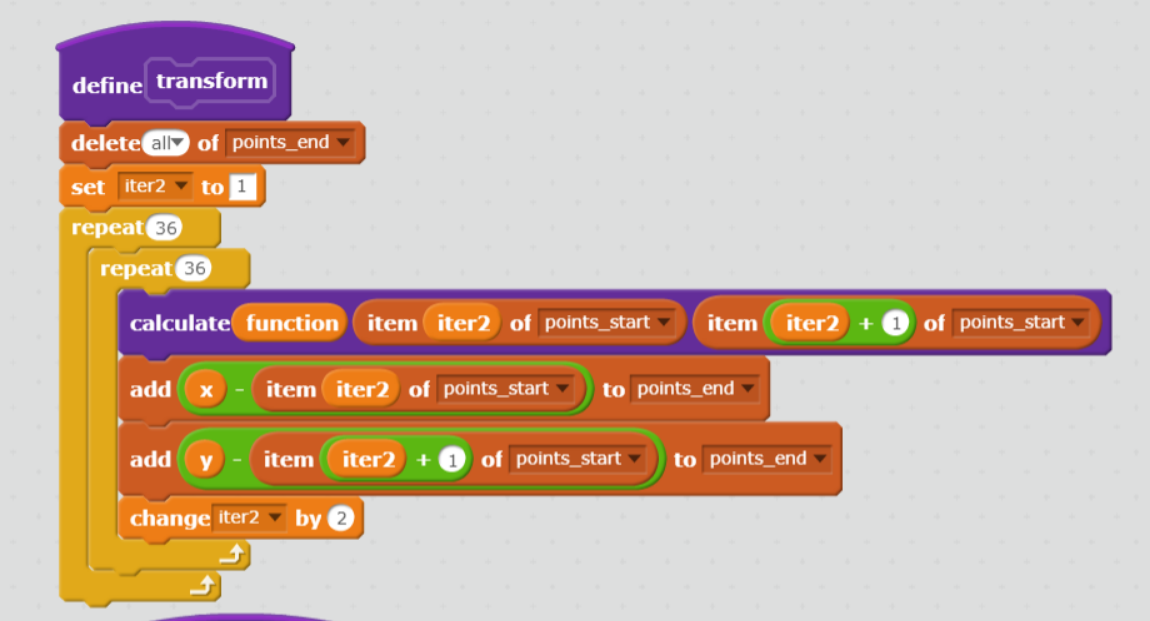 define transform
delete all of points_end
set iter2 to 1
repeat 36
repeat 36
calculate function item iter2 of points_start item iter2 + 1 of points_start
add x - item iter2 of points_start to points_end
add y - item iter2 + 1 of points_start to points_end
change iter2 by 2